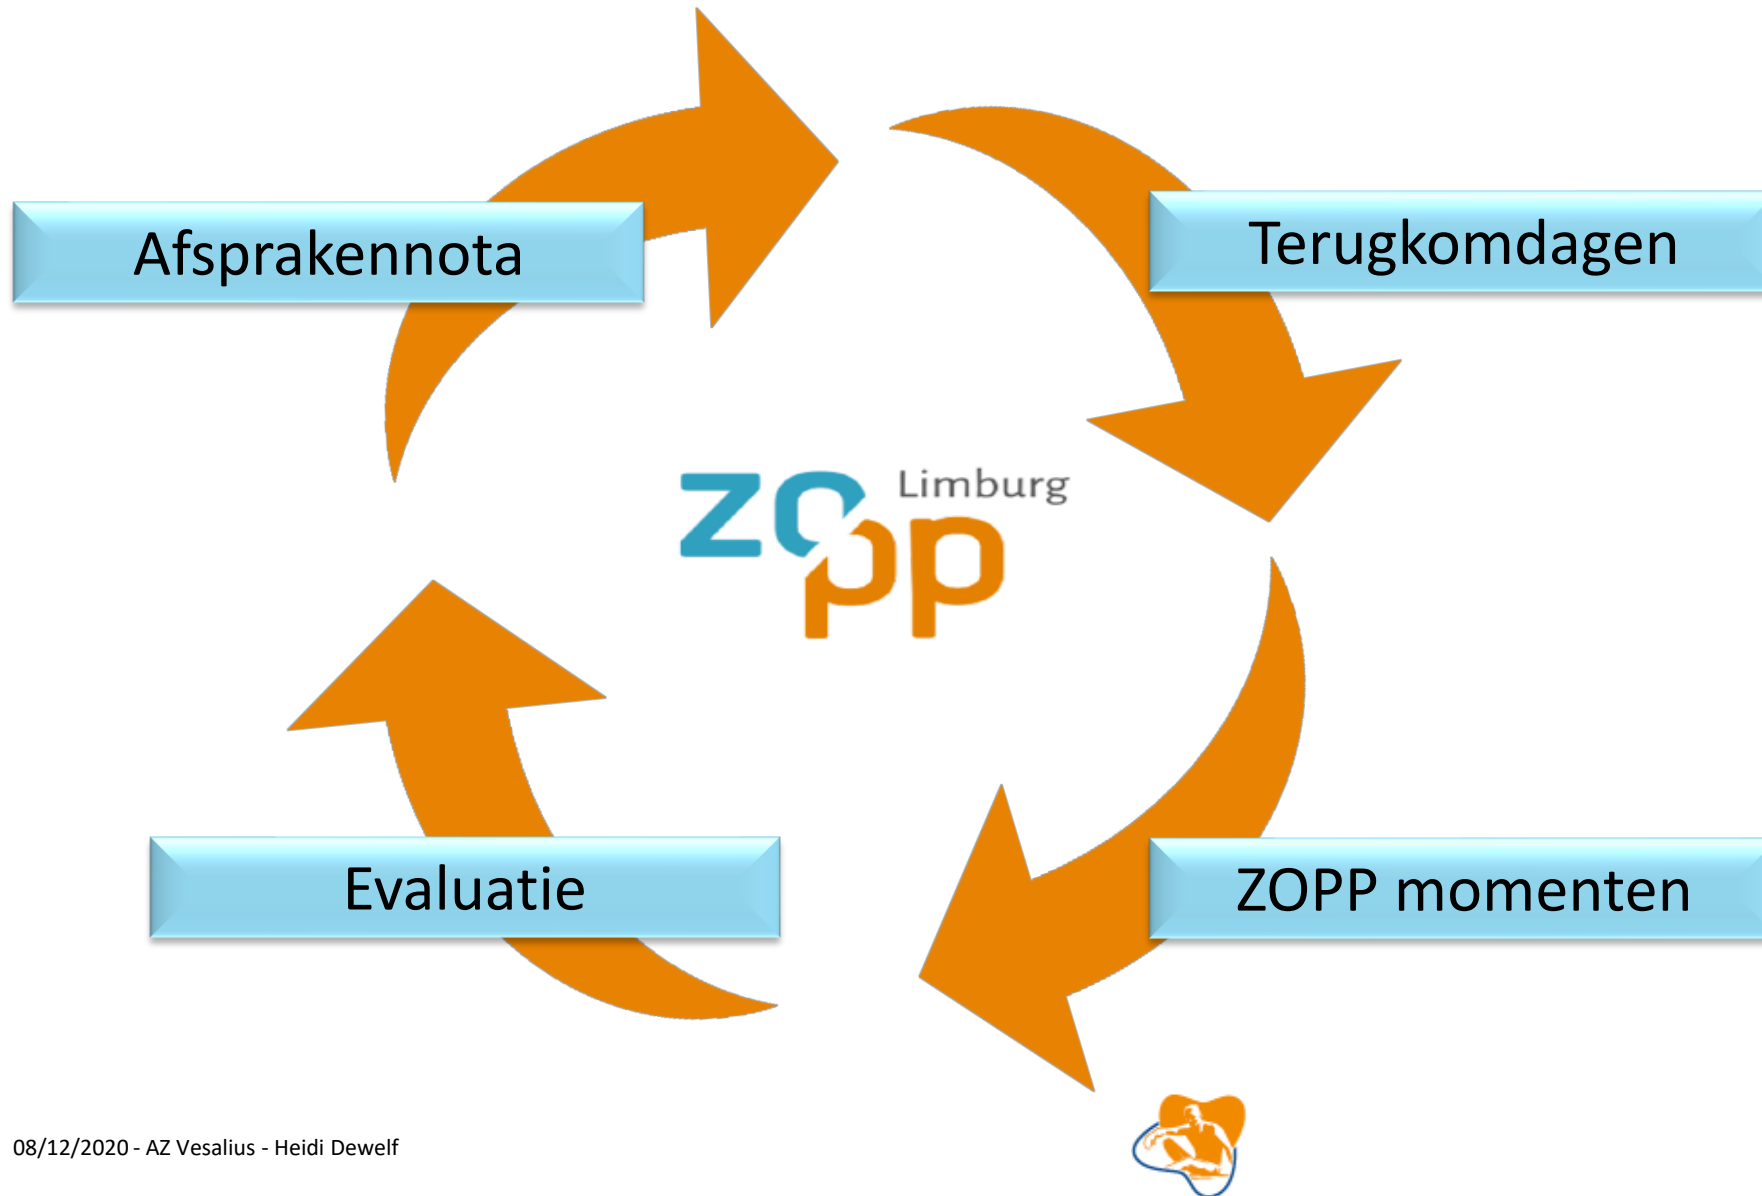 Afsprakennota
Terugkomdagen
zopp Limburg
Evaluatie
ZOPP momenten
08/12/2020 - AZ Vesalius - Heidi Dewelf